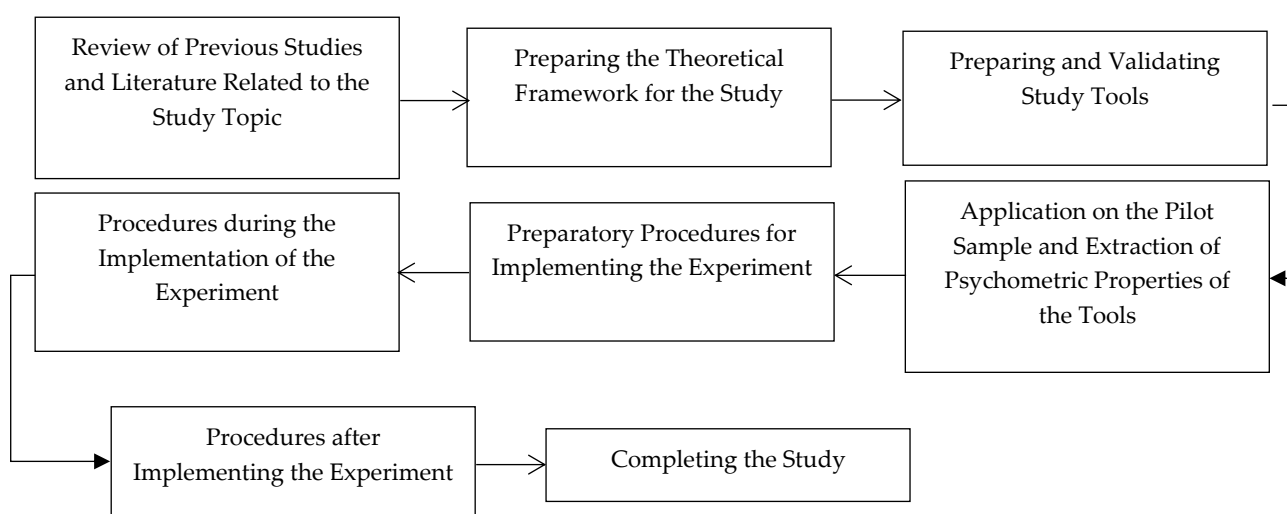 Review of Previous Studies
and Literature Related to the
Study Topic
Preparing the Theoretical
Framework for the Study
Preparing and Validating
Study Tools
Application on the Pilot
Sample and Extraction of
Psychometric Properties of
the Tools
Preparatory Procedures for
Implementing the Experiment
Procedures during the
Implementation of the
Experiment
Procedures after
Implementing the Experiment
Completing the Study